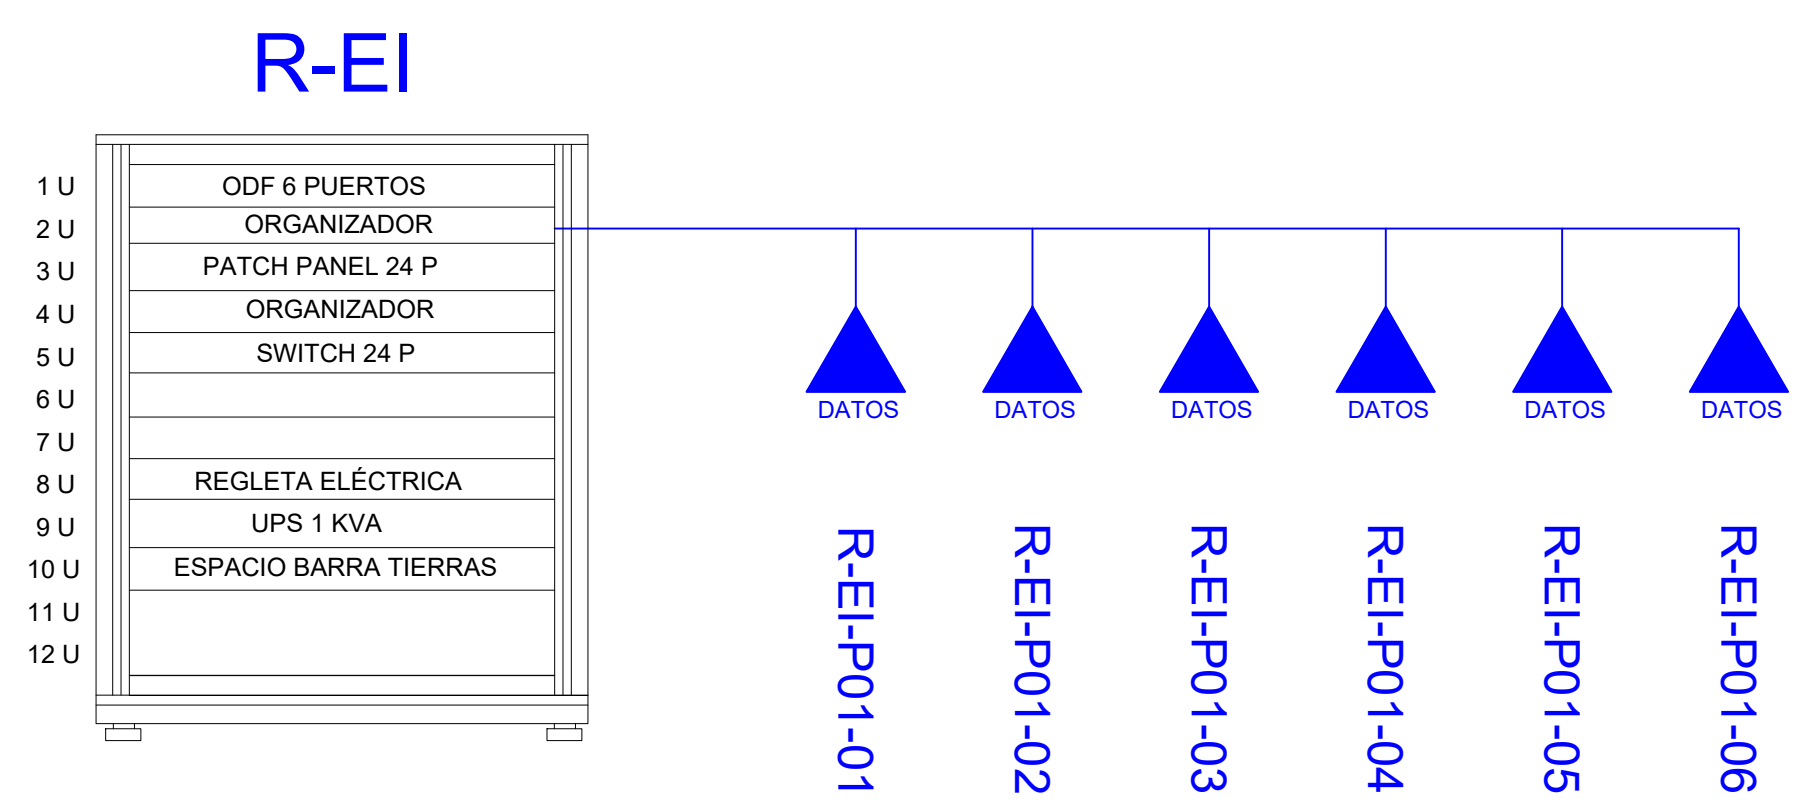 R-EI
1 U
ODF 6 PUERTOS
2 U
ORGANIZADOR
3 U
PATCH PANEL 24 P
4 U
ORGANIZADOR
5 U
SWITCH 24 P
6 U
7 U
8 U
REGLETA ELÉCTRICA
9 U
UPS 1 KVA
10 U
ESPACIO BARRA TIERRAS
11 U
12 U
DATOS
DATOS
DATOS
DATOS
DATOS
DATOS
R-EI-P01-01
R-EI-P01-02
R-EI-P01-03
R-EI-P01-04
R-EI-P01-05
R-EI-P01-06